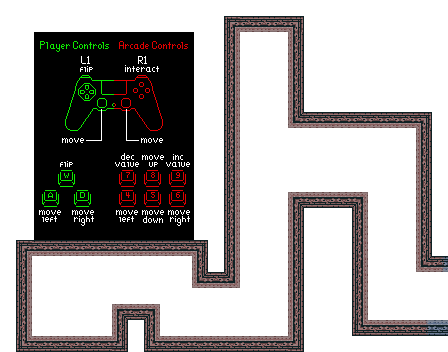 Player Controls Arcade Controls
L1 R1
flip interact
move move
flip dec value move up inc value
W 7 8 9
A D 4 5 6
move left move right move left move down move right